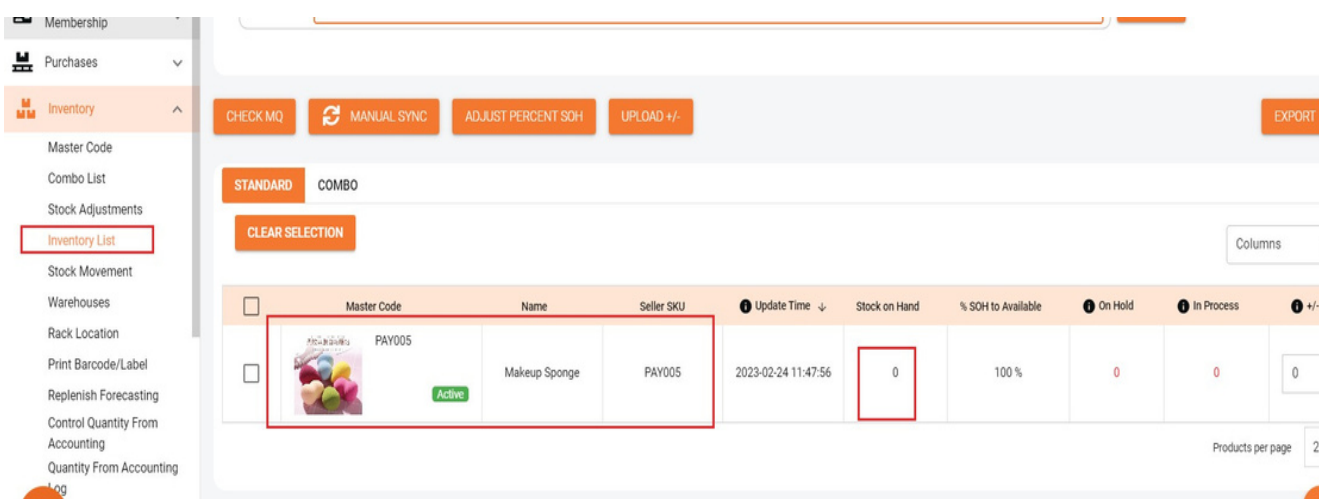 Membership
Purchases
Inventory
Master Code
Combo List
Stock Adjustments
Inventory List
Stock Movement
Warehouses
Rack Location
Print Barcode/Label
Replenish Forecasting
Control Quantity From
Accounting
Quantity From Accounting
Log
CHECK MQ
MANUAL SYNC
ADJUST PERCENT SOH
UPLOAD +/-
EXPORT
STANDARD
COMBO
CLEAR SELECTION
Columns
Master Code
Name
Seller SKU
Update Time ↓
Stock on Hand
% SOH to Available
On Hold
In Process
+/-
PAY005
Active
Makeup Sponge
PAY005
2023-02-24 11:47:56
0
100 %
0
0
0
Products per page
2